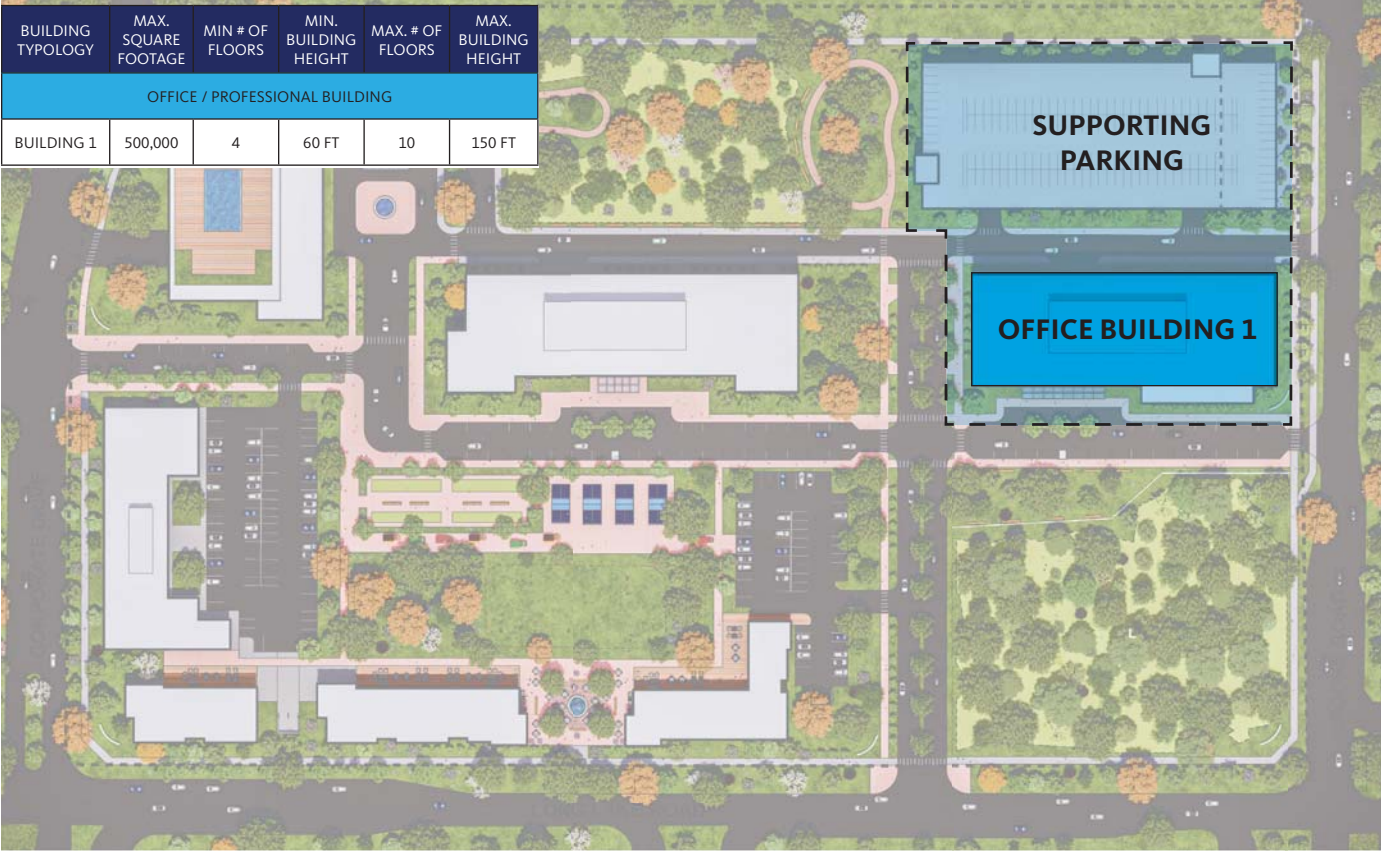 BUILDING TYPOLOGY
MAX. SQUARE FOOTAGE
MIN # OF FLOORS
MIN. BUILDING HEIGHT
MAX. # OF FLOORS
MAX. BUILDING HEIGHT
OFFICE / PROFESSIONAL BUILDING
BUILDING 1 500,000 4 60 FT 10 150 FT
SUPPORTING
PARKING
OFFICE BUILDING 1
L